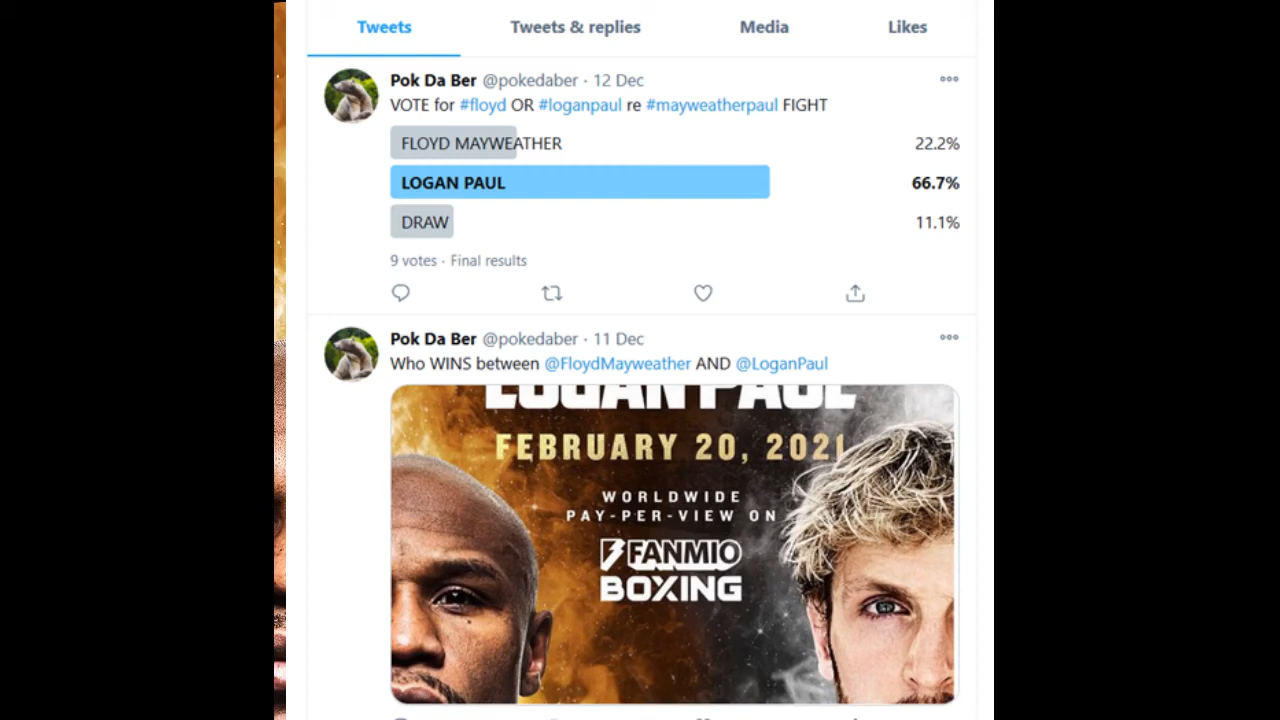 Tweets Tweets & replies Media Likes
Pok Da Ber @pokedaber · 12 Dec
VOTE for #floyd OR #loganpaul re #mayweatherpaul FIGHT
FLOYD MAYWEATHER 22.2%
LOGAN PAUL 66.7%
DRAW 11.1%
9 votes · Final results
Pok Da Ber @pokedaber · 11 Dec
Who WINS between @FloydMayweather AND @LoganPaul
LOGAN PAUL
FEBRUARY 20, 2021
WORLDWIDE
PAY-PER-VIEW ON
FANMIO
BOXING